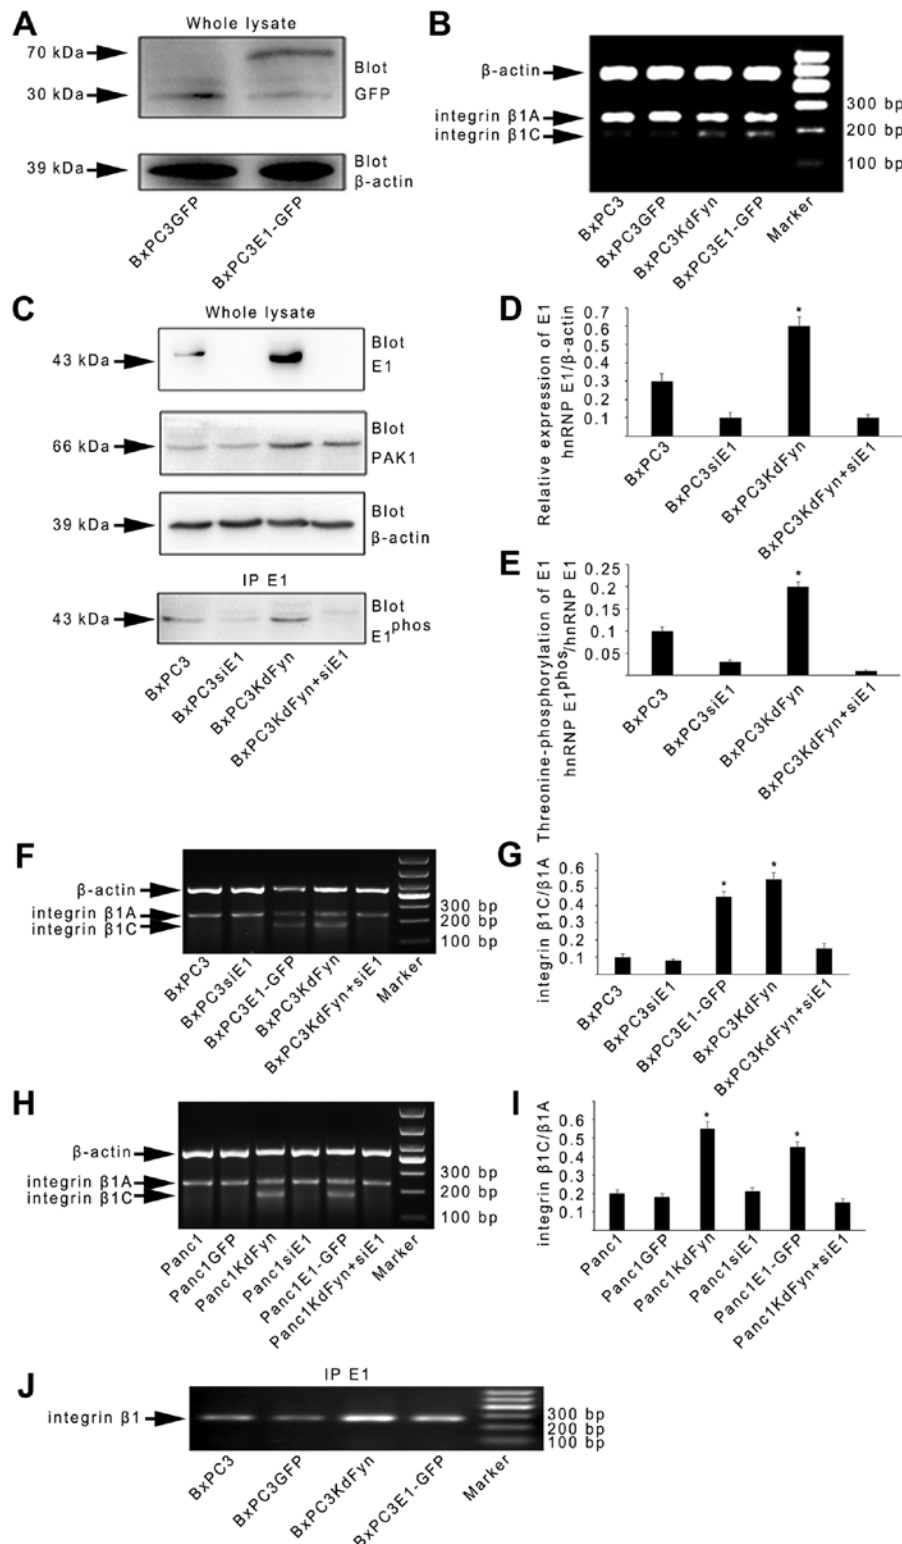 A
Whole lysate
70 kDa
Blot
GFP
30 kDa
39 kDa
Blot
β-actin
BxPC3GFP
BxPC3E1-GFP
B
β-actin
integrin β1A
integrin β1C
300 bp
200 bp
100 bp
BxPC3
BxPC3GFP
BxPC3KdFyn
BxPC3E1-GFP
Marker
C
Whole lysate
43 kDa
Blot
E1
66 kDa
Blot
PAK1
39 kDa
Blot
β-actin
IP E1
43 kDa
Blot
E1phos
BxPC3
BxPC3siE1
BxPC3KdFyn
BxPC3KdFyn+siE1
D
Relative expression of E1
hnRNP E1/β-actin
0.7
0.6
0.5
0.3
0.2
0.1
*
BxPC3
BxPC3siE1
BxPC3KdFyn
BxPC3KdFyn+siE1
E
Threonine-phosphorylation of E1
hnRNP E1phos/hnRNP E1
0.25
0.2
0.1
0.05
*
BxPC3
BxPC3siE1
BxPC3KdFyn
BxPC3KdFyn+siE1
F
β-actin
integrin β1A
integrin β1C
300 bp
200 bp
100 bp
BxPC3
BxPC3siE1
BxPC3E1-GFP
BxPC3KdFyn
BxPC3KdFyn+siE1
Marker
G
integrin β1C/β1A
0.6
0.5
0.4
0.2
0.1
* *
BxPC3
BxPC3siE1
BxPC3E1-GFP
BxPC3KdFyn
BxPC3KdFyn+siE1
H
β-actin
integrin β1A
integrin β1C
300 bp
200 bp
100 bp
Panc1
Panc1GFP
Panc1KdFyn
Panc1siE1
Panc1E1-GFP
Panc1KdFyn+siE1
Marker
I
integrin β1C/β1A
0.6
0.5
0.4
0.2
0.1
* *
Panc1
Panc1GFP
Panc1KdFyn
Panc1siE1
Panc1E1-GFP
Panc1KdFyn+siE1
J
IP E1
integrin β1
300 bp
200 bp
100 bp
BxPC3
BxPC3GFP
BxPC3KdFyn
BxPC3E1-GFP
Marker